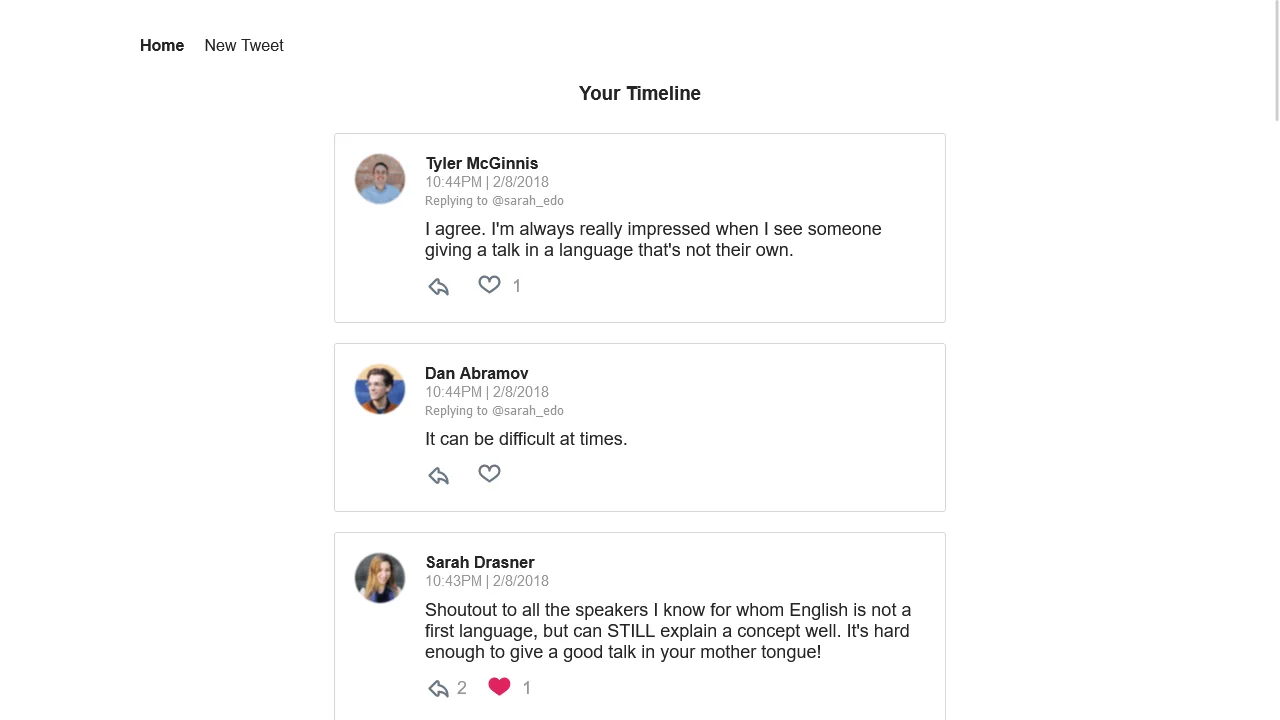 Home New Tweet
Your Timeline
Tyler McGinnis
10:44PM | 2/8/2018
Replying to @sarah_edo
I agree. I'm always really impressed when I see someone
giving a talk in a language that's not their own.
1
Dan Abramov
10:44PM | 2/8/2018
Replying to @sarah_edo
It can be difficult at times.
Sarah Drasner
10:43PM | 2/8/2018
Shoutout to all the speakers I know for whom English is not a
first language, but can STILL explain a concept well. It's hard
enough to give a good talk in your mother tongue!
2 1